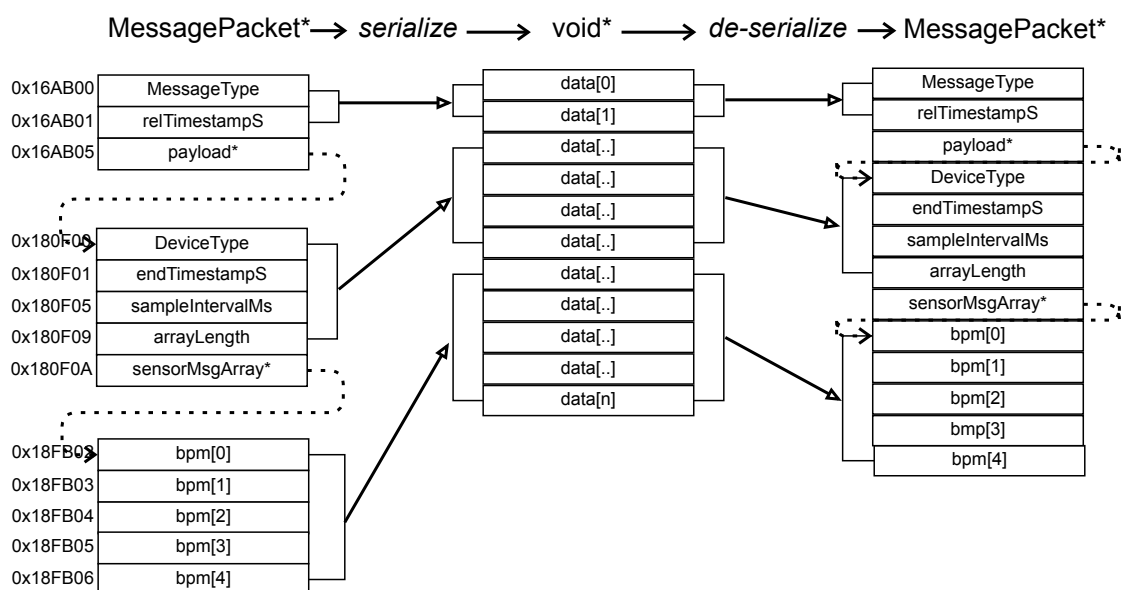 MessagePacket* serialize void* de-serialize MessagePacket*
0x16AB00 MessageType
0x16AB01 relTimestampS
0x16AB05 payload*
0x180F00 DeviceType
0x180F01 endTimestampS
0x180F05 sampleIntervalMs
0x180F09 arrayLength
0x180F0A sensorMsgArray*
0x18FB02 bpm[0]
0x18FB03 bpm[1]
0x18FB04 bpm[2]
0x18FB05 bpm[3]
0x18FB06 bpm[4]
data[0]
data[1]
data[..]
data[..]
data[..]
data[..]
data[..]
data[..]
data[..]
data[..]
data[n]
MessageType
relTimestampS
payload*
DeviceType
endTimestampS
sampleIntervalMs
arrayLength
sensorMsgArray*
bpm[0]
bpm[1]
bpm[2]
bmp[3]
bpm[4]